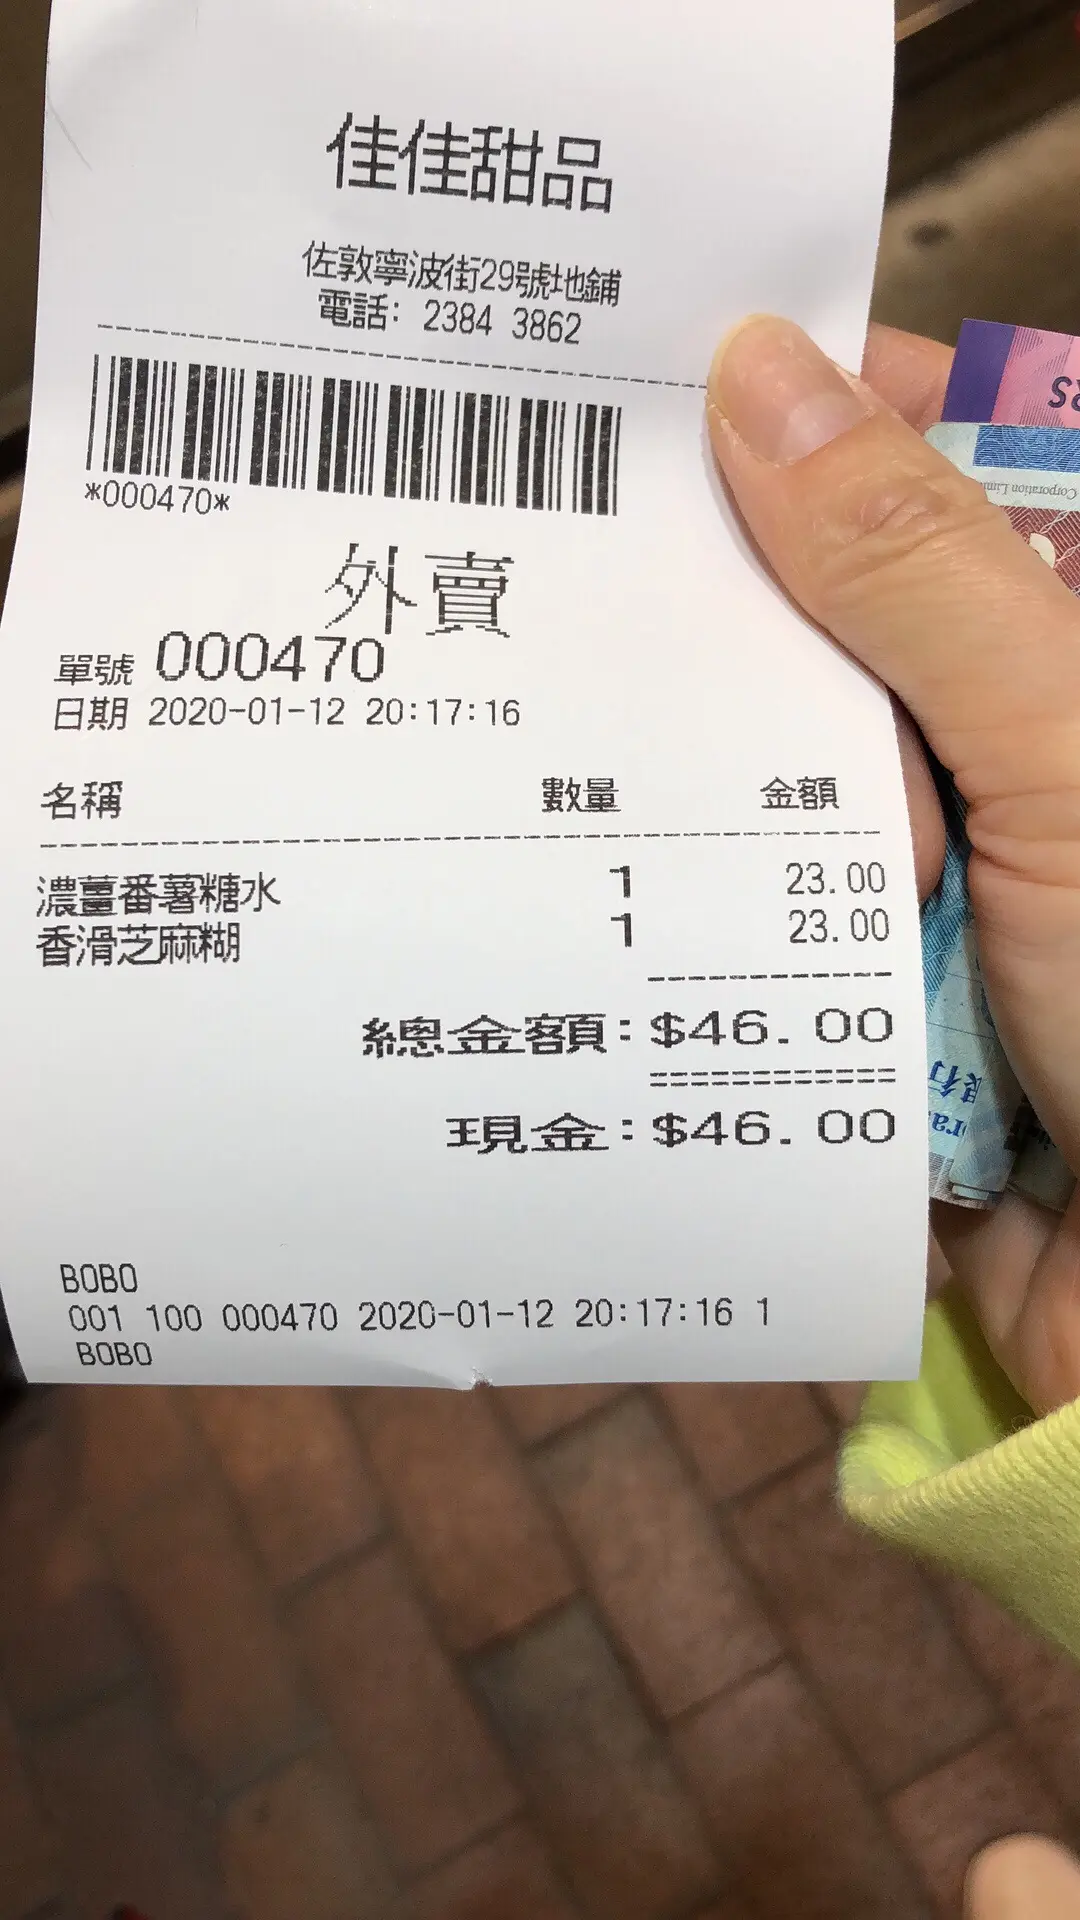 佳佳甜品
佐敦寧波街29號地鋪
電話: 2384 3862
*000470*
外賣
單號 000470
日期 2020-01-12 20:17:16
名稱 數量 金額
濃薑番薯糖水 1 23.00
香滑芝麻糊 1 23.00
總金額:$46.00
現金:$46.00
BOBO
001 100 000470 2020-01-12 20:17:16 1
BOBO